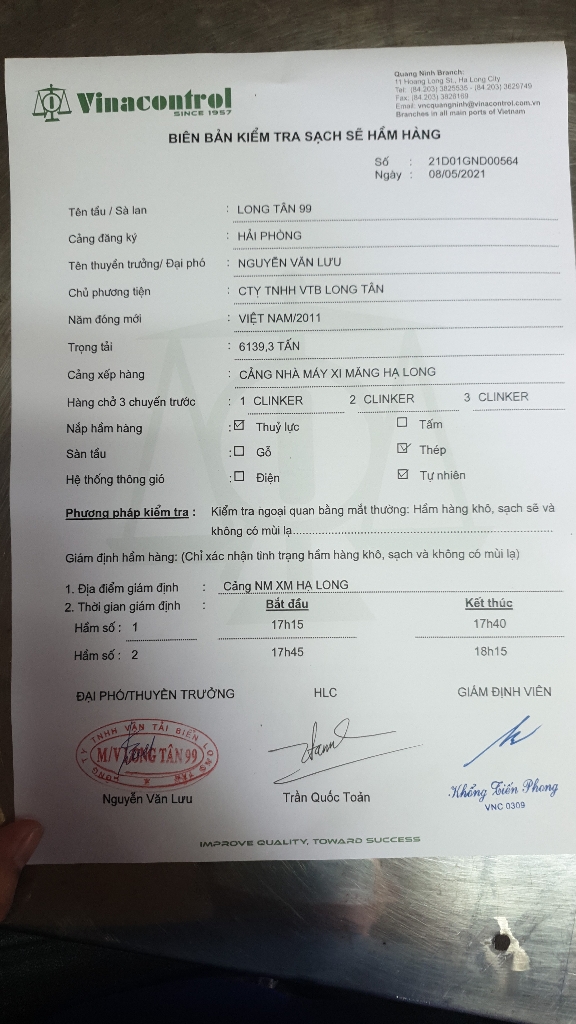 Vinacontrol
SINCE 1957
Quang Ninh Branch:
11 Hoang Long St., Ha Long City
Tel: (84.203) 3825535 - (84.203) 3629749
Fax: (84.203) 3826169
Email: vncquangninh@vinacontrol.com.vn
Branches in all main ports of Vietnam
BIÊN BẢN KIỂM TRA SẠCH SẼ HẦM HÀNG
Số : 21D01GND00564
Ngày : 08/05/2021
Tên tầu / Sà lan : LONG TÂN 99
Cảng đăng ký : HẢI PHÒNG
Tên thuyền trưởng/ Đại phó : NGUYỄN VĂN LƯU
Chủ phương tiện : CTY TNHH VTB LONG TÂN
Năm đóng mới : VIỆT NAM/2011
Trọng tải : 6139,3 TẤN
Cảng xếp hàng : CẢNG NHÀ MÁY XI MĂNG HẠ LONG
Hàng chở 3 chuyến trước : 1 CLINKER 2 CLINKER 3 CLINKER
Nắp hầm hàng : ☑ Thuỷ lực ☐ Tấm
Sàn tầu : ☐ Gỗ ☑ Thép
Hệ thống thông gió : ☐ Điện ☑ Tự nhiên
Phương pháp kiểm tra : Kiểm tra ngoại quan bằng mắt thường: Hầm hàng khô, sạch sẽ và
không có mùi lạ
Giám định hầm hàng: (Chỉ xác nhận tình trạng hầm hàng khô, sạch và không có mùi lạ)
1. Địa điểm giám định : Cảng NM XM HẠ LONG
2. Thời gian giám định : Bắt đầu Kết thúc
Hầm số : 1 17h15 17h40
Hầm số : 2 17h45 18h15
ĐẠI PHÓ/THUYỀN TRƯỞNG HLC GIÁM ĐỊNH VIÊN
TNHH VẬN TẢI BIỂN LONG
M/V LONG TÂN 99
Nguyễn Văn Lưu Trần Quốc Toản Khổng Tiến Phong
VNC 0309
IMPROVE QUALITY, TOWARD SUCCESS